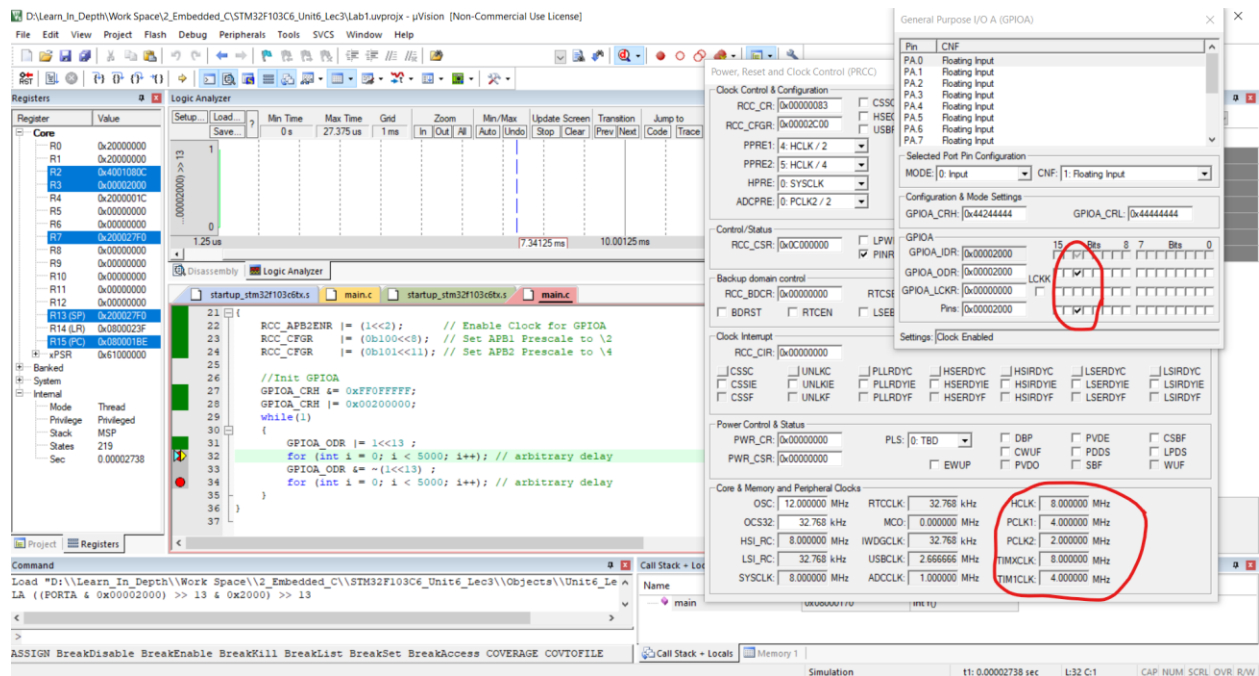 D:\Learn_In_Depth\Work Space\2_Embedded_C\STM32F103C6_Unit6_Lec3\Lab1.uvprojx - µVision [Non-Commercial Use License]
File Edit View Project Flash Debug Peripherals Tools SVCS Window Help
Registers
Register Value
Core
R0 0x20000000
R1 0x20000000
R2 0x4001080C
R3 0x00002000
R4 0x2000001C
R5 0x00000000
R6 0x00000000
R7 0x200027F0
R8 0x00000000
R9 0x00000000
R10 0x00000000
R11 0x00000000
R12 0x00000000
R13 (SP) 0x200027F0
R14 (LR) 0x0800023F
R15 (PC) 0x080001BE
xPSR 0x61000000
Banked
System
Internal
Mode Thread
Privilege Privileged
Stack MSP
States 219
Sec 0.00002738
Project Registers
Logic Analyzer
Setup... Load... Min Time Max Time Grid Zoom Min/Max Update Screen Transition Jump to
Save... ? 0 s 27.375 us 1 ms In Out All Auto Undo Stop Clear Prev Next Code Trace
1
...00002000) >> 13
0
1.25 us 7.34125 ms 10.00125 ms
Disassembly Logic Analyzer
startup_stm32f103c6tx.s main.c startup_stm32f103c6tx.s main.c
21 {
22 RCC_APB2ENR |= (1<<2); // Enable Clock for GPIOA
23 RCC_CFGR |= (0b100<<8); // Set APB1 Prescale to \2
24 RCC_CFGR |= (0b101<<11); // Set APB2 Prescale to \4
25
26 //Init GPIOA
27 GPIOA_CRH &= 0xFF0FFFFF;
28 GPIOA_CRH |= 0x00200000;
29 while(1)
30 {
31 GPIOA_ODR |= 1<<13 ;
32 for (int i = 0; i < 5000; i++); // arbitrary delay
33 GPIOA_ODR &= ~(1<<13) ;
34 for (int i = 0; i < 5000; i++); // arbitrary delay
35 }
36 }
37
Power, Reset and Clock Control (PRCC)
Clock Control & Configuration
RCC_CR: 0x00000083 CSSC
RCC_CFGR: 0x00002C00 HSEC
USBF
PPRE1: 4: HCLK / 2
PPRE2: 5: HCLK / 4
HPRE: 0: SYSCLK
ADCPRE: 0: PCLK2 / 2
Control/Status
RCC_CSR: 0x0C000000 LPWI
PINR
Backup domain control
RCC_BDCR: 0x00000000 RTCSE
BDRST RTCEN LSEB
Clock Interrupt
RCC_CIR: 0x00000000
CSSC UNLKC PLLRDYC HSERDYC HSIRDYC LSERDYC LSIRDYC
CSSIE UNLKIE PLLRDYIE HSERDYIE HSIRDYIE LSERDYIE LSIRDYIE
CSSF UNLKF PLLRDYF HSERDYF HSIRDYF LSERDYF LSIRDYF
Power Control & Status
PWR_CR: 0x00000000 PLS: 0: TBD DBP PVDE CSBF
CWUF PDDS LPDS
PWR_CSR: 0x00000000 EWUP PVDO SBF WUF
Core & Memory and Peripheral Clocks
OSC: 12.000000 MHz RTCCLK: 32.768 kHz HCLK: 8.000000 MHz
OCS32: 32.768 kHz MCO: 0.000000 MHz PCLK1: 4.000000 MHz
HSI_RC: 8.000000 MHz IWDGCLK: 32.768 kHz PCLK2: 2.000000 MHz
LSI_RC: 32.768 kHz USBCLK: 2.666666 MHz TIMXCLK: 8.000000 MHz
SYSCLK: 8.000000 MHz ADCCLK: 1.000000 MHz TIM1CLK: 4.000000 MHz
General Purpose I/O A (GPIOA)
Pin CNF
PA.0 Floating Input
PA.1 Floating Input
PA.2 Floating Input
PA.3 Floating Input
PA.4 Floating Input
PA.5 Floating Input
PA.6 Floating Input
PA.7 Floating Input
Selected Port Pin Configuration
MODE: 0: Input CNF: 1: Floating Input
Configuration & Mode Settings
GPIOA_CRH: 0x44244444 GPIOA_CRL: 0x44444444
GPIOA
15 Bits 8 7 Bits 0
GPIOA_IDR: 0x00002000
GPIOA_ODR: 0x00002000 LCKK
GPIOA_LCKR: 0x00000000
Pins: 0x00002000
Settings: Clock Enabled
Command
Load "D:\\Learn_In_Depth\\Work Space\\2_Embedded_C\\STM32F103C6_Unit6_Lec3\\Objects\\Unit6_Le
LA ((PORTA & 0x00002000) >> 13 & 0x2000) >> 13
>
ASSIGN BreakDisable BreakEnable BreakKill BreakList BreakSet BreakAccess COVERAGE COVTOFILE
Call Stack + Loc
Name
main 0x08000170 int f()
Call Stack + Locals Memory 1
Simulation t1: 0.00002738 sec L:32 C:1 CAP NUM SCRL OVR R/W